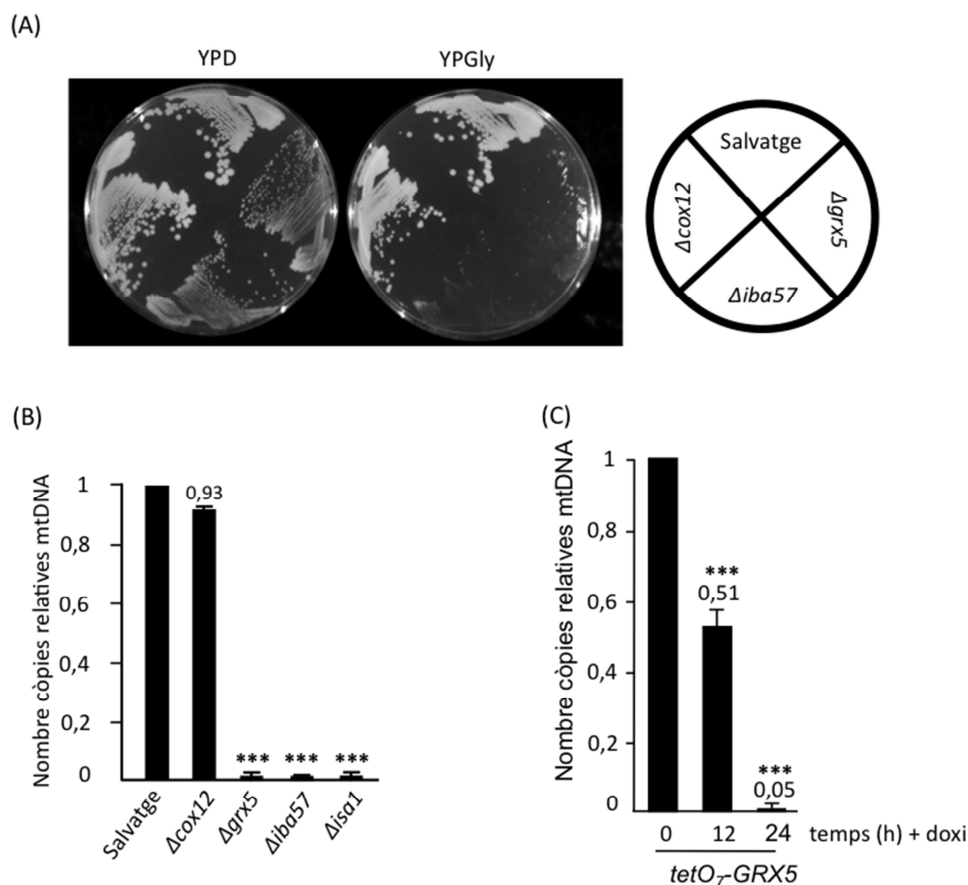 (A)
YPD
YPGly
Salvatge
Δcox12
Δgrx5
Δiba57
(B)
Nombre còpies relatives mtDNA
1
0,8
0,6
0,4
0,2
0
0,93
***
***
***
Salvatge
Δcox12
Δgrx5
Δiba57
Δisa1
(C)
Nombre còpies relatives mtDNA
1
0,8
0,6
0,4
0,2
0
***
0,51
***
0,05
0 12 24 temps (h) + doxi
tetO7-GRX5